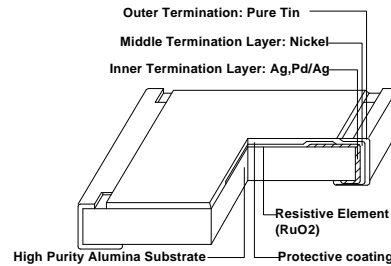 Outer Termination: Pure Tin
Middle Termination Layer: Nickel
Inner Termination Layer: Ag,Pd/Ag
Resistive Element
(RuO2)
High Purity Alumina Substrate
Protective coating